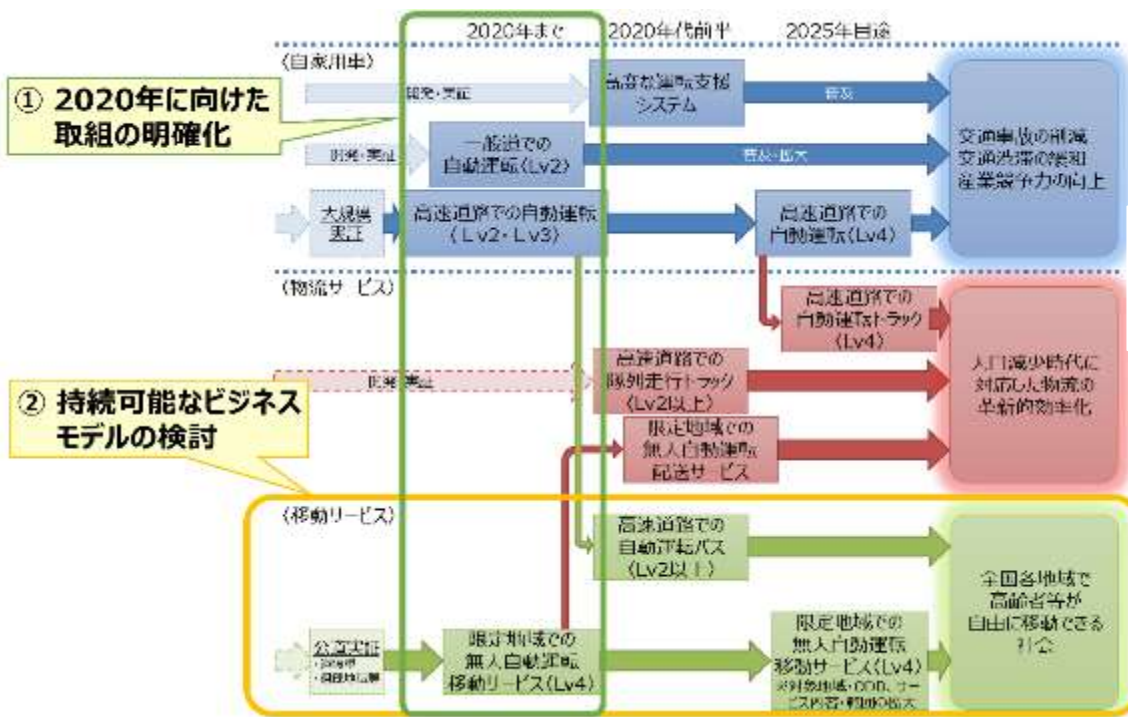 2020年まで
2020年代前半
2025年目途
(自家用車)
① 2020年に向けた
取組の明確化
開発・実証
高度な運転支援
システム
普及
開発・実証
一般道での
自動運転(Lv2)
普及・拡大
交通事故の削減
交通渋滞の緩和
産業競争力の向上
大規模
実証
高速道路での自動運転
(Lv2・Lv3)
高速道路での
自動運転(Lv4)
(物流サービス)
高速道路での
自動運転トラック
(Lv4)
開発・実証
高速道路での
隊列走行トラック
(Lv2以上)
人口減少時代に
対応した物流の
革新的効率化
② 持続可能なビジネス
モデルの検討
限定地域での
無人自動運転
配送サービス
(移動サービス)
高速道路での
自動運転バス
(Lv2以上)
全国各地域で
高齢者等が
自由に移動できる
社会
公道実証
限定地域での
無人自動運転
移動サービス(Lv4)
限定地域での
無人自動運転
移動サービス(Lv4)
※対象地域・ODD、サー
ビス内容・範囲の拡大